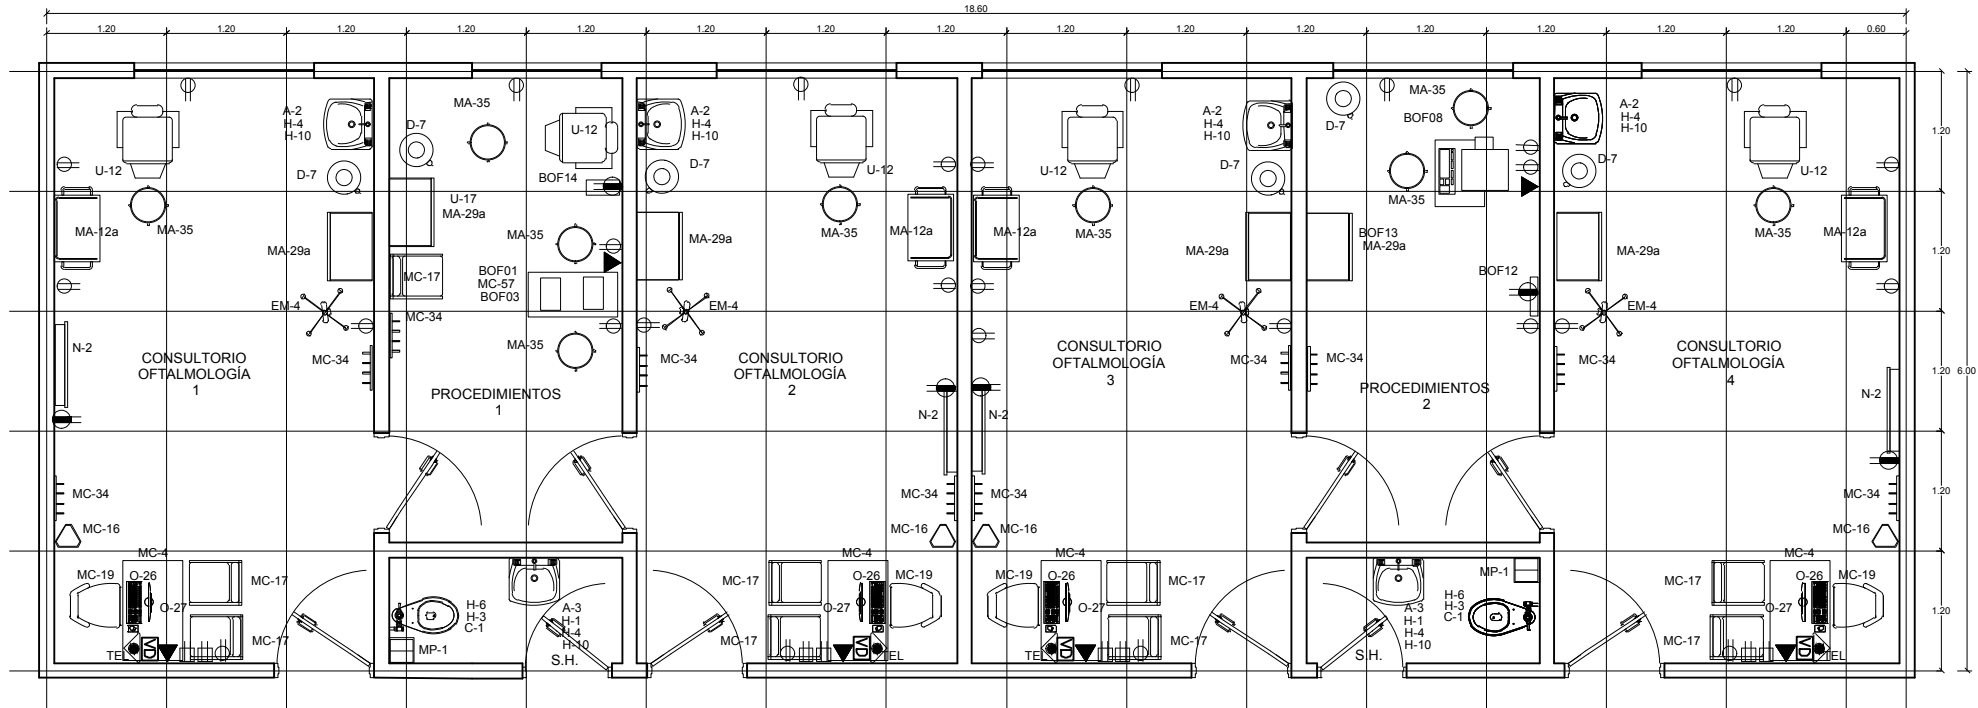 18.60
1.20 1.20 1.20 1.20 1.20 1.20 1.20 1.20 1.20 1.20 1.20 1.20 1.20 1.20 1.20 0.60
1.20
1.20
1.20
1.20
1.20
6.00
U-12
A-2
H-4
H-10
D-7
MA-12a
MA-35
MA-29a
EM-4
N-2
MC-34
CONSULTORIO
OFTALMOLOGÍA
1
MC-34
MC-16
MC-4
MC-19
O-26
O-27
MC-17
MC-17
TEL
VD
MA-35
D-7
U-12
BOF14
U-17
MA-29a
MA-35
MC-17
BOF01
MC-57
BOF03
MC-34
MA-35
PROCEDIMIENTOS
1
H-6
H-3
C-1
MP-1
A-3
H-1
H-4
H-10
S.H.
A-2
H-4
H-10
D-7
U-12
MA-35
MA-12a
MA-29a
EM-4
MC-34
CONSULTORIO
OFTALMOLOGÍA
2
N-2
MC-34
MC-16
MC-4
MC-17
O-26
MC-19
O-27
MC-17
VD
TEL
U-12
A-2
H-4
H-10
D-7
MA-12a
MA-35
MA-29a
EM-4
CONSULTORIO
OFTALMOLOGÍA
3
MC-34
N-2
MC-34
MC-16
MC-4
MC-19
O-26
MC-17
O-27
MC-17
TEL
VD
D-7
MA-35
BOF08
MA-35
BOF13
MA-29a
BOF12
MC-34
PROCEDIMIENTOS
2
MP-1
H-6
H-3
C-1
A-3
H-1
H-4
H-10
S.H.
A-2
H-4
H-10
D-7
U-12
MA-35
MA-12a
MA-29a
EM-4
MC-34
CONSULTORIO
OFTALMOLOGÍA
4
N-2
MC-34
MC-16
MC-4
MC-17
O-26
MC-19
O-27
MC-17
VD
TEL